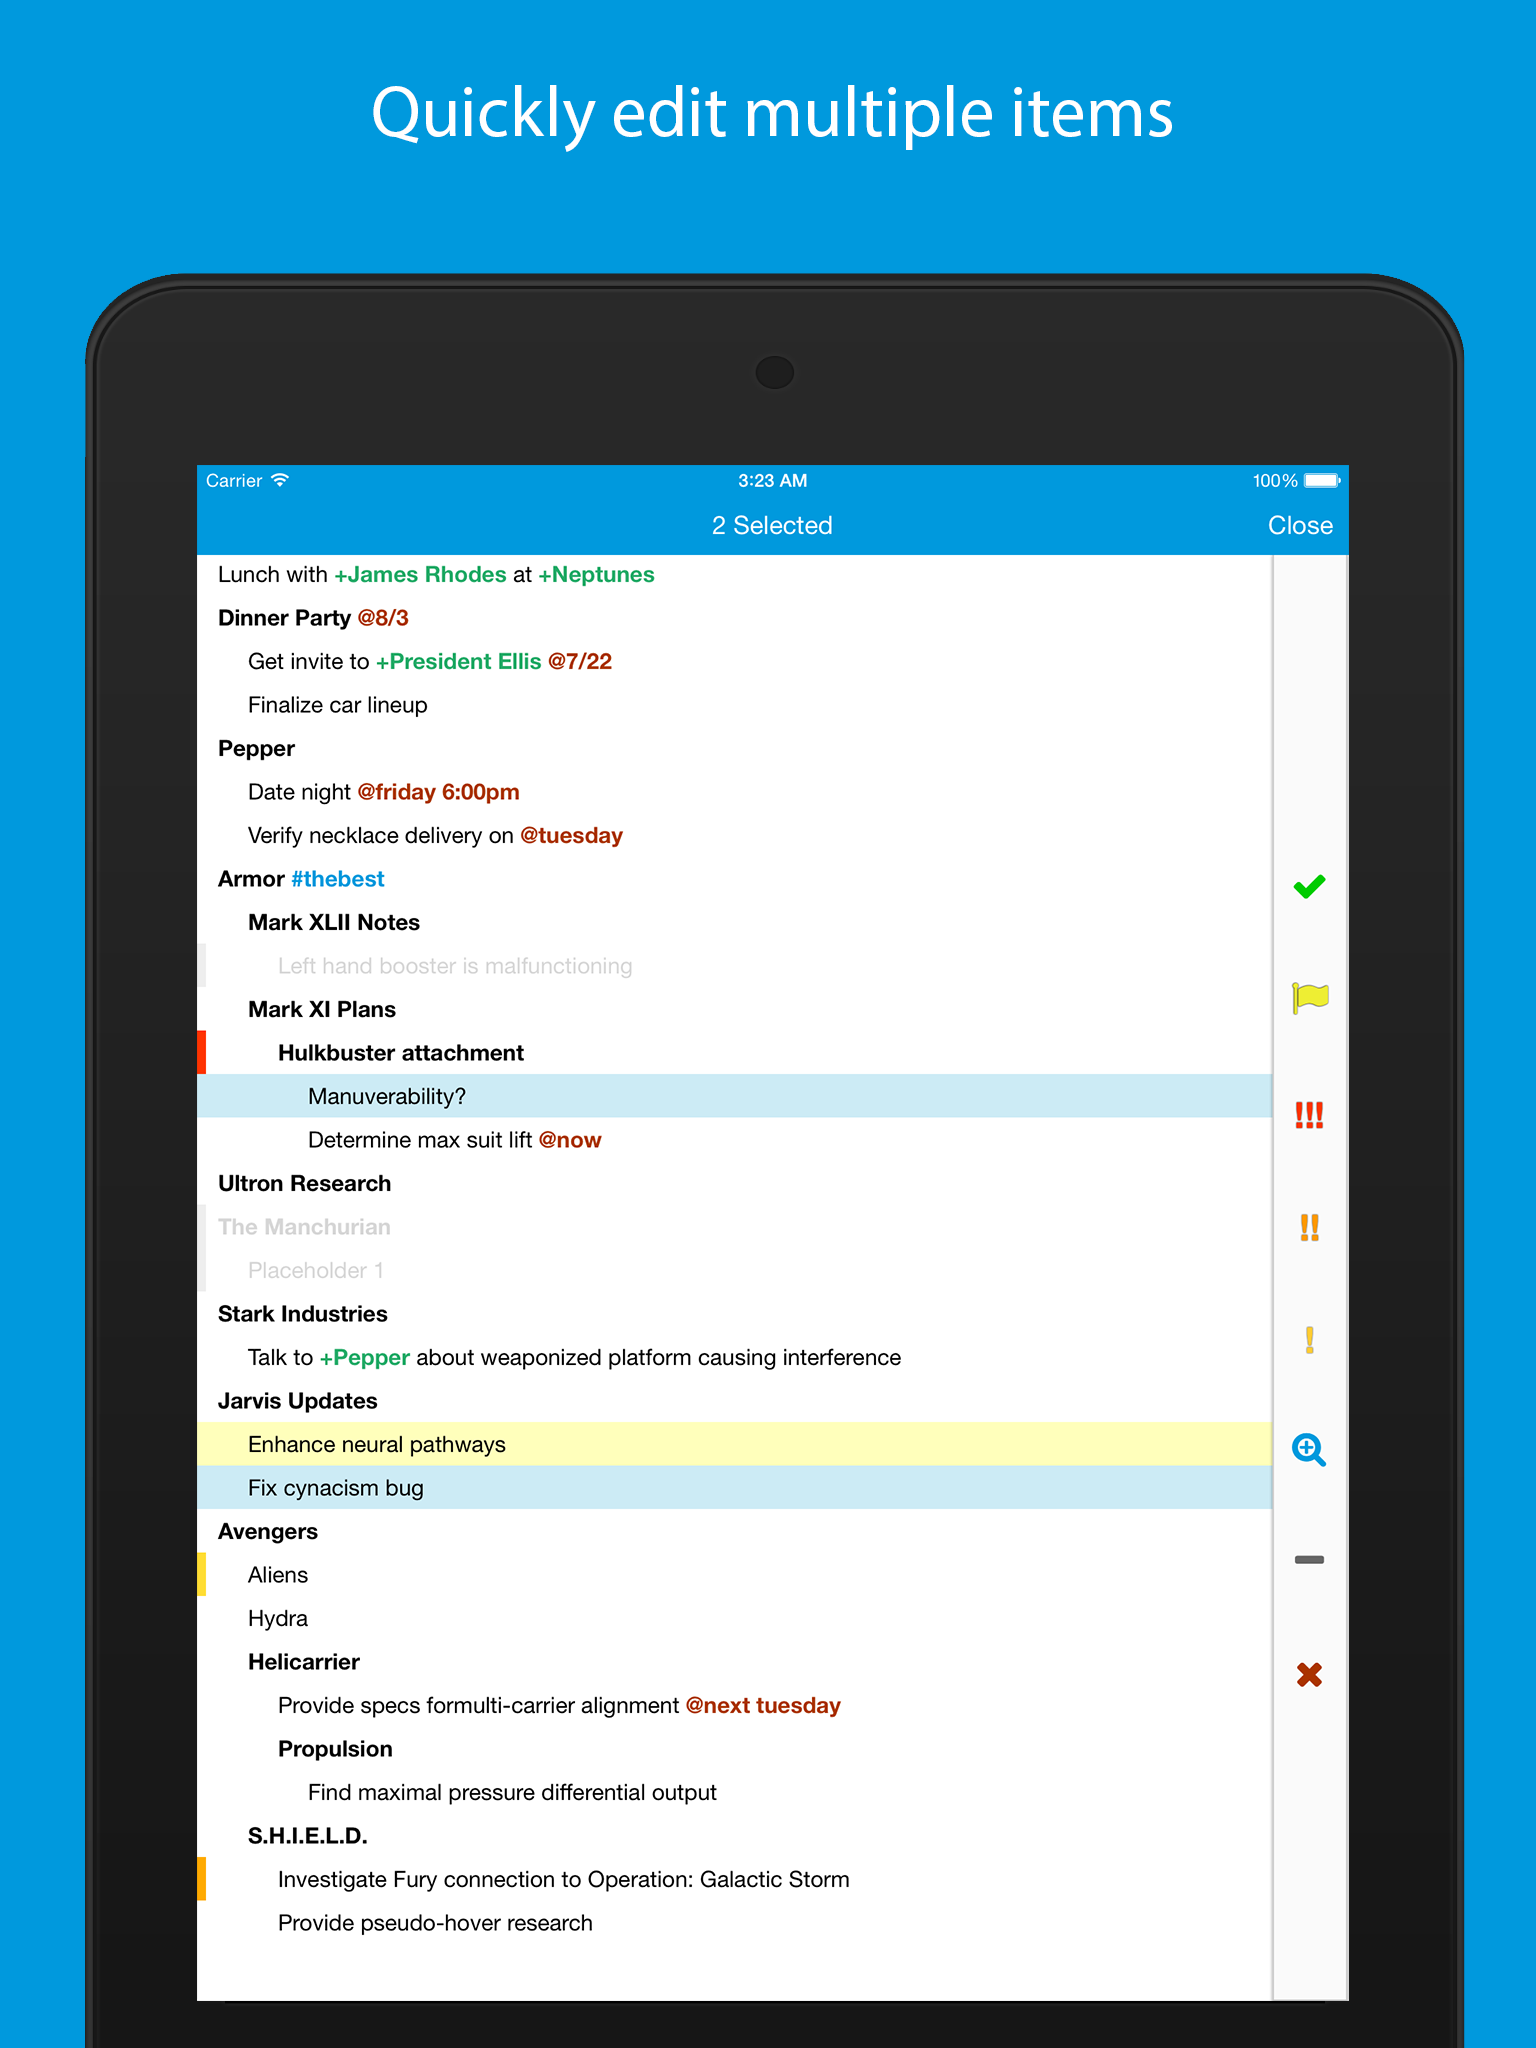 Quickly edit multiple items
Carrier 3:23 AM 100%
2 Selected Close
Lunch with +James Rhodes at +Neptunes
Dinner Party @8/3
Get invite to +President Ellis @7/22
Finalize car lineup
Pepper
Date night @friday 6:00pm
Verify necklace delivery on @tuesday
Armor #thebest
Mark XLII Notes
Left hand booster is malfunctioning
Mark XI Plans
Hulkbuster attachment
Manuverability?
Determine max suit lift @now
Ultron Research
The Manchurian
Placeholder 1
Stark Industries
Talk to +Pepper about weaponized platform causing interference
Jarvis Updates
Enhance neural pathways
Fix cynacism bug
Avengers
Aliens
Hydra
Helicarrier
Provide specs formulti-carrier alignment @next tuesday
Propulsion
Find maximal pressure differential output
S.H.I.E.L.D.
Investigate Fury connection to Operation: Galactic Storm
Provide pseudo-hover research